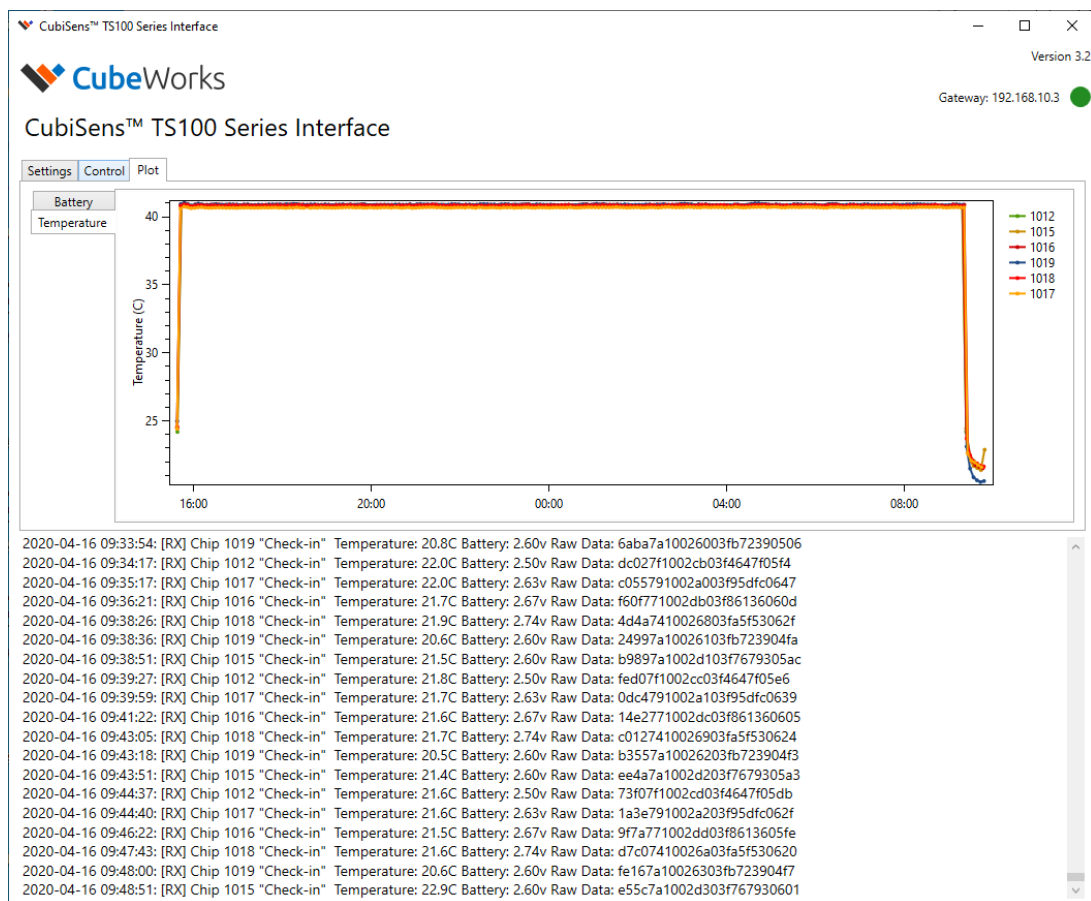 CubiSens™ TS100 Series Interface
Version 3.2
CubeWorks
Gateway: 192.168.10.3
CubiSens™ TS100 Series Interface
Settings Control Plot
Battery
Temperature
Temperature (C)
40
35
30
25
16:00 20:00 00:00 04:00 08:00
1012
1015
1016
1019
1018
1017
2020-04-16 09:33:54: [RX] Chip 1019 "Check-in" Temperature: 20.8C Battery: 2.60v Raw Data: 6aba7a10026003fb72390506
2020-04-16 09:34:17: [RX] Chip 1012 "Check-in" Temperature: 22.0C Battery: 2.50v Raw Data: dc027f1002cb03f4647f05f4
2020-04-16 09:35:17: [RX] Chip 1017 "Check-in" Temperature: 22.0C Battery: 2.63v Raw Data: c055791002a003f95dfc0647
2020-04-16 09:36:21: [RX] Chip 1016 "Check-in" Temperature: 21.7C Battery: 2.67v Raw Data: f60f771002db03f86136060d
2020-04-16 09:38:26: [RX] Chip 1018 "Check-in" Temperature: 21.9C Battery: 2.74v Raw Data: 4d4a7410026803fa5f53062f
2020-04-16 09:38:36: [RX] Chip 1019 "Check-in" Temperature: 20.6C Battery: 2.60v Raw Data: 24997a10026103fb723904fa
2020-04-16 09:38:51: [RX] Chip 1015 "Check-in" Temperature: 21.5C Battery: 2.60v Raw Data: b9897a1002d103f7679305ac
2020-04-16 09:39:27: [RX] Chip 1012 "Check-in" Temperature: 21.8C Battery: 2.50v Raw Data: fed07f1002cc03f4647f05e6
2020-04-16 09:39:59: [RX] Chip 1017 "Check-in" Temperature: 21.7C Battery: 2.63v Raw Data: 0dc4791002a103f95dfc0639
2020-04-16 09:41:22: [RX] Chip 1016 "Check-in" Temperature: 21.6C Battery: 2.67v Raw Data: 14e2771002dc03f861360605
2020-04-16 09:43:05: [RX] Chip 1018 "Check-in" Temperature: 21.7C Battery: 2.74v Raw Data: c0127410026903fa5f530624
2020-04-16 09:43:18: [RX] Chip 1019 "Check-in" Temperature: 20.5C Battery: 2.60v Raw Data: b3557a10026203fb723904f3
2020-04-16 09:43:51: [RX] Chip 1015 "Check-in" Temperature: 21.4C Battery: 2.60v Raw Data: ee4a7a1002d203f7679305a3
2020-04-16 09:44:37: [RX] Chip 1012 "Check-in" Temperature: 21.6C Battery: 2.50v Raw Data: 73f07f1002cd03f4647f05db
2020-04-16 09:44:40: [RX] Chip 1017 "Check-in" Temperature: 21.6C Battery: 2.63v Raw Data: 1a3e791002a203f95dfc062f
2020-04-16 09:46:22: [RX] Chip 1016 "Check-in" Temperature: 21.5C Battery: 2.67v Raw Data: 9f7a771002dd03f8613605fe
2020-04-16 09:47:43: [RX] Chip 1018 "Check-in" Temperature: 21.6C Battery: 2.74v Raw Data: d7c07410026a03fa5f530620
2020-04-16 09:48:00: [RX] Chip 1019 "Check-in" Temperature: 20.6C Battery: 2.60v Raw Data: fe167a10026303fb723904f7
2020-04-16 09:48:51: [RX] Chip 1015 "Check-in" Temperature: 22.9C Battery: 2.60v Raw Data: e55c7a1002d303f767930601